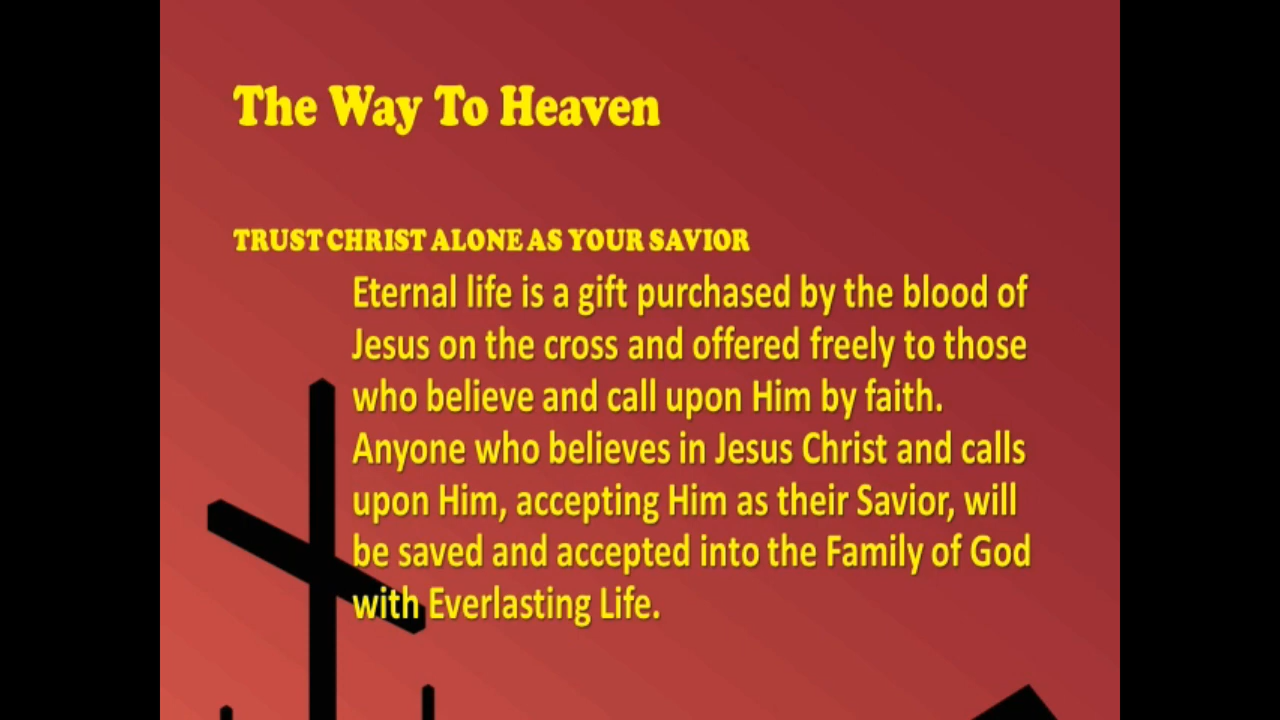 The Way To Heaven
TRUST CHRIST ALONE AS YOUR SAVIOR
Eternal life is a gift purchased by the blood of
Jesus on the cross and offered freely to those
who believe and call upon Him by faith.
Anyone who believes in Jesus Christ and calls
upon Him, accepting Him as their Savior, will
be saved and accepted into the Family of God
with Everlasting Life.